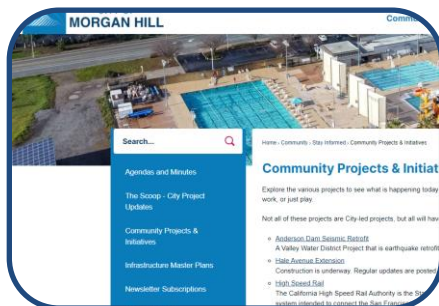 MORGAN HILL
Commu
Search...
Agendas and Minutes
The Scoop - City Project
Updates
Community Projects &
Initiatives
Infrastructure Master Plans
Newsletter Subscriptions
Home › Community › Stay Informed › Community Projects & Initiatives
Community Projects & Initiat
Explore the various projects to see what is happening today
work, or just play.
Not all of these projects are City-led projects, but all will hav
Anderson Dam Seismic Retrofit
A Valley Water District Project that is earthquake retrofit
Hale Avenue Extension
Construction is underway. Regular updates are posted
High Speed Rail
The California High Speed Rail Authority is the Sta
system intended to connect the San Francisc